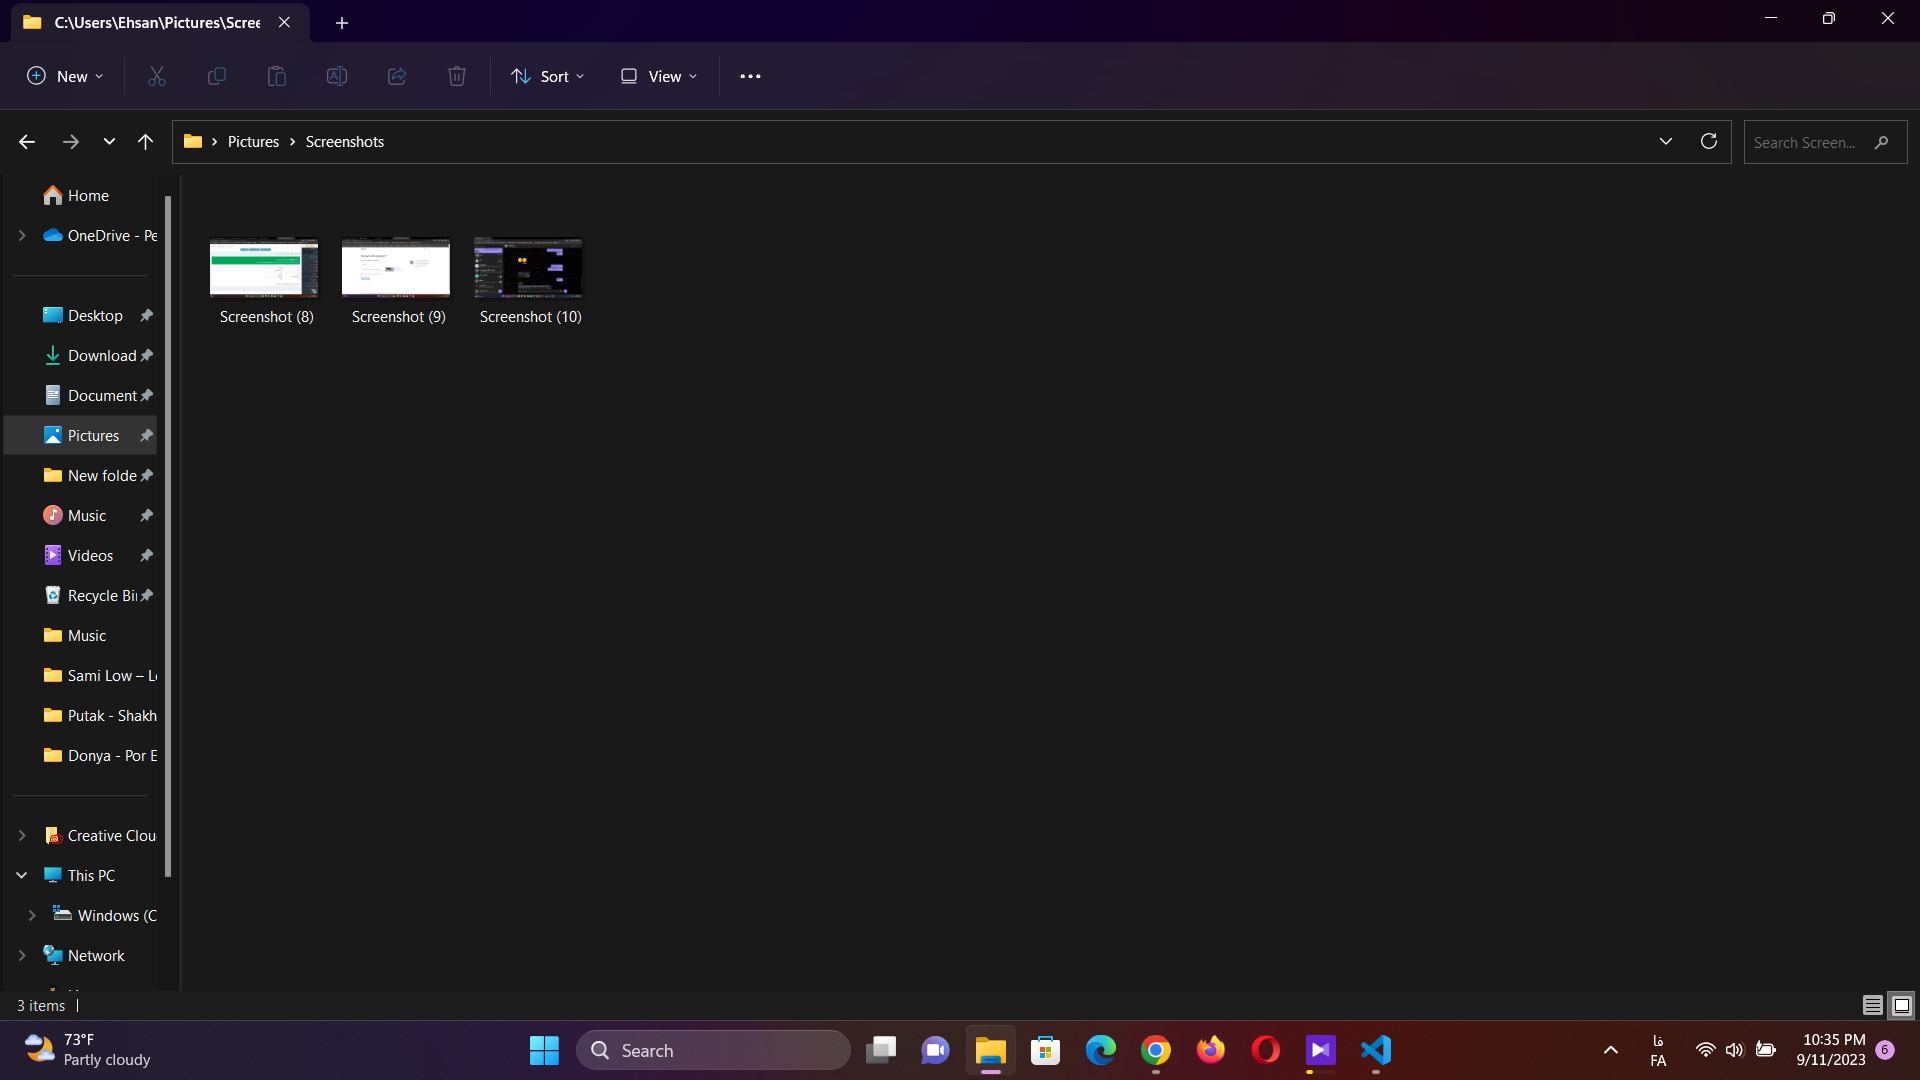 C:\Users\Ehsan\Pictures\Scree
New
Sort
View
Pictures
Screenshots
Search Screen...
Home
OneDrive - Pe
Desktop
Download
Document
Pictures
New folde
Music
Videos
Recycle Bi
Music
Sami Low – L
Putak - Shakh
Donya - Por E
Creative Clou
This PC
Windows (C
Network
Screenshot (8)
Screenshot (9)
Screenshot (10)
3 items
73°F
Partly cloudy
Search
فا
FA
10:35 PM
9/11/2023
6